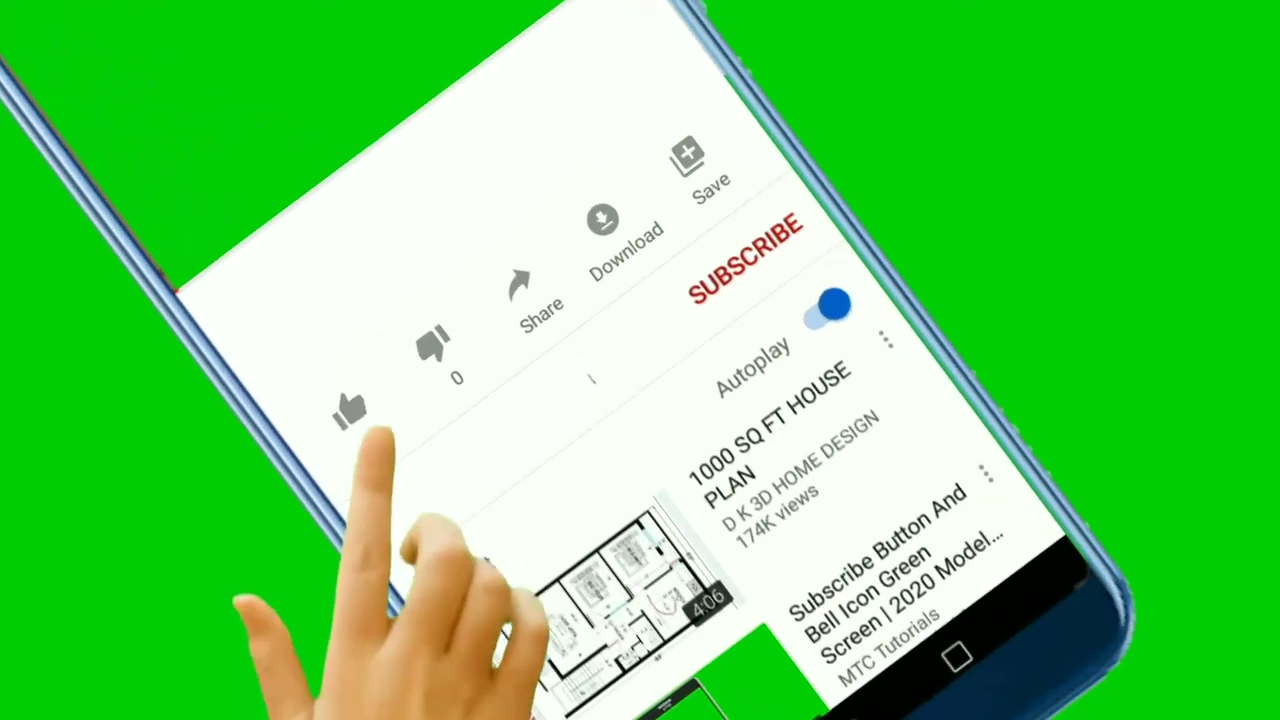 0
Share
Download
Save
SUBSCRIBE
Autoplay
1000 SQ FT HOUSE
PLAN
D K 3D HOME DESIGN
174K views
4:06
Subscribe Button And
Bell Icon Green
Screen | 2020 Model...
MTC Tutorials